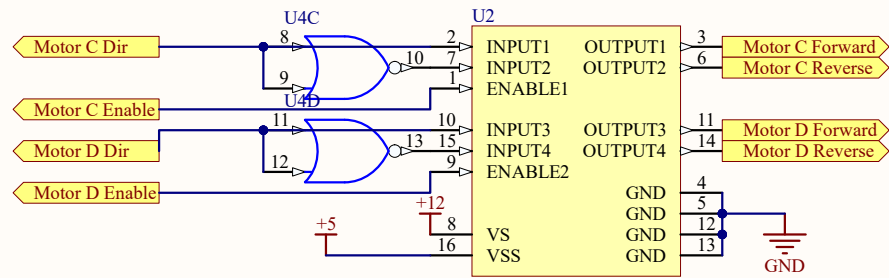 U4C U2
Motor C Dir 8 2 INPUT1 OUTPUT1 3 Motor C Forward
10 7 INPUT2 OUTPUT2 6 Motor C Reverse
9 1 ENABLE1
U4D
Motor C Enable
11 10 INPUT3 OUTPUT3 11 Motor D Forward
Motor D Dir 13 15 INPUT4 OUTPUT4 14 Motor D Reverse
12 9 ENABLE2
Motor D Enable GND 4
+12 GND 5
+5 8 VS GND 12
16 VSS GND 13
GND